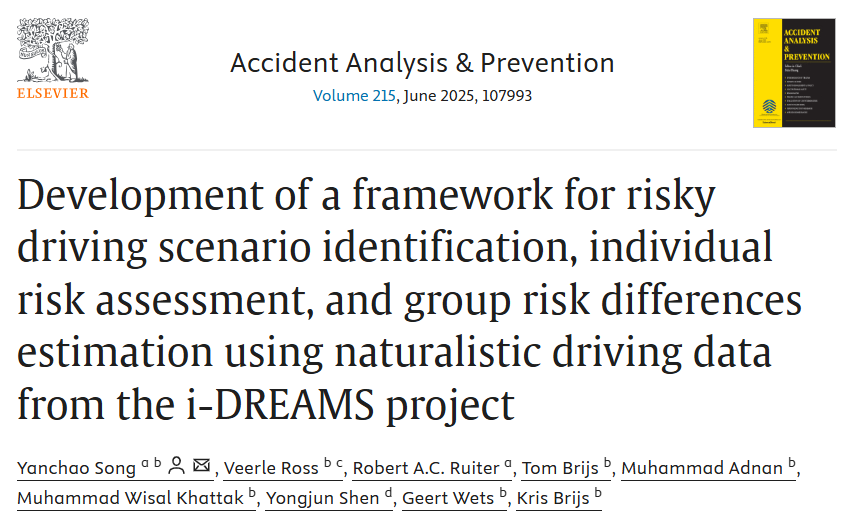 Accident Analysis & Prevention
Volume 215, June 2025, 107993
ELSEVIER
ACCIDENT
ANALYSIS
&
PREVENTION
Development of a framework for risky
driving scenario identification, individual
risk assessment, and group risk differences
estimation using naturalistic driving data
from the i-DREAMS project
Yanchao Song a b, Veerle Ross b c, Robert A.C. Ruiter a, Tom Brijs b, Muhammad Adnan b,
Muhammad Wisal Khattak b, Yongjun Shen d, Geert Wets b, Kris Brijs b